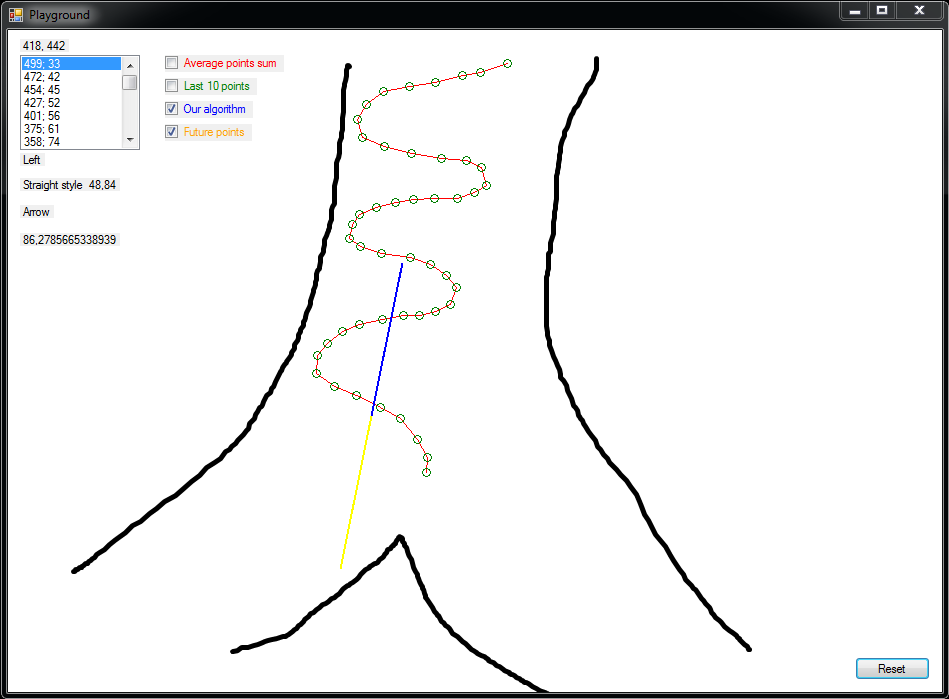 Playground
418, 442
499; 33
472; 42
454; 45
427; 52
401; 56
375; 61
358; 74
Average points sum
Last 10 points
Our algorithm
Future points
Left
Straight style 48,84
Arrow
86,2785665338939
Reset